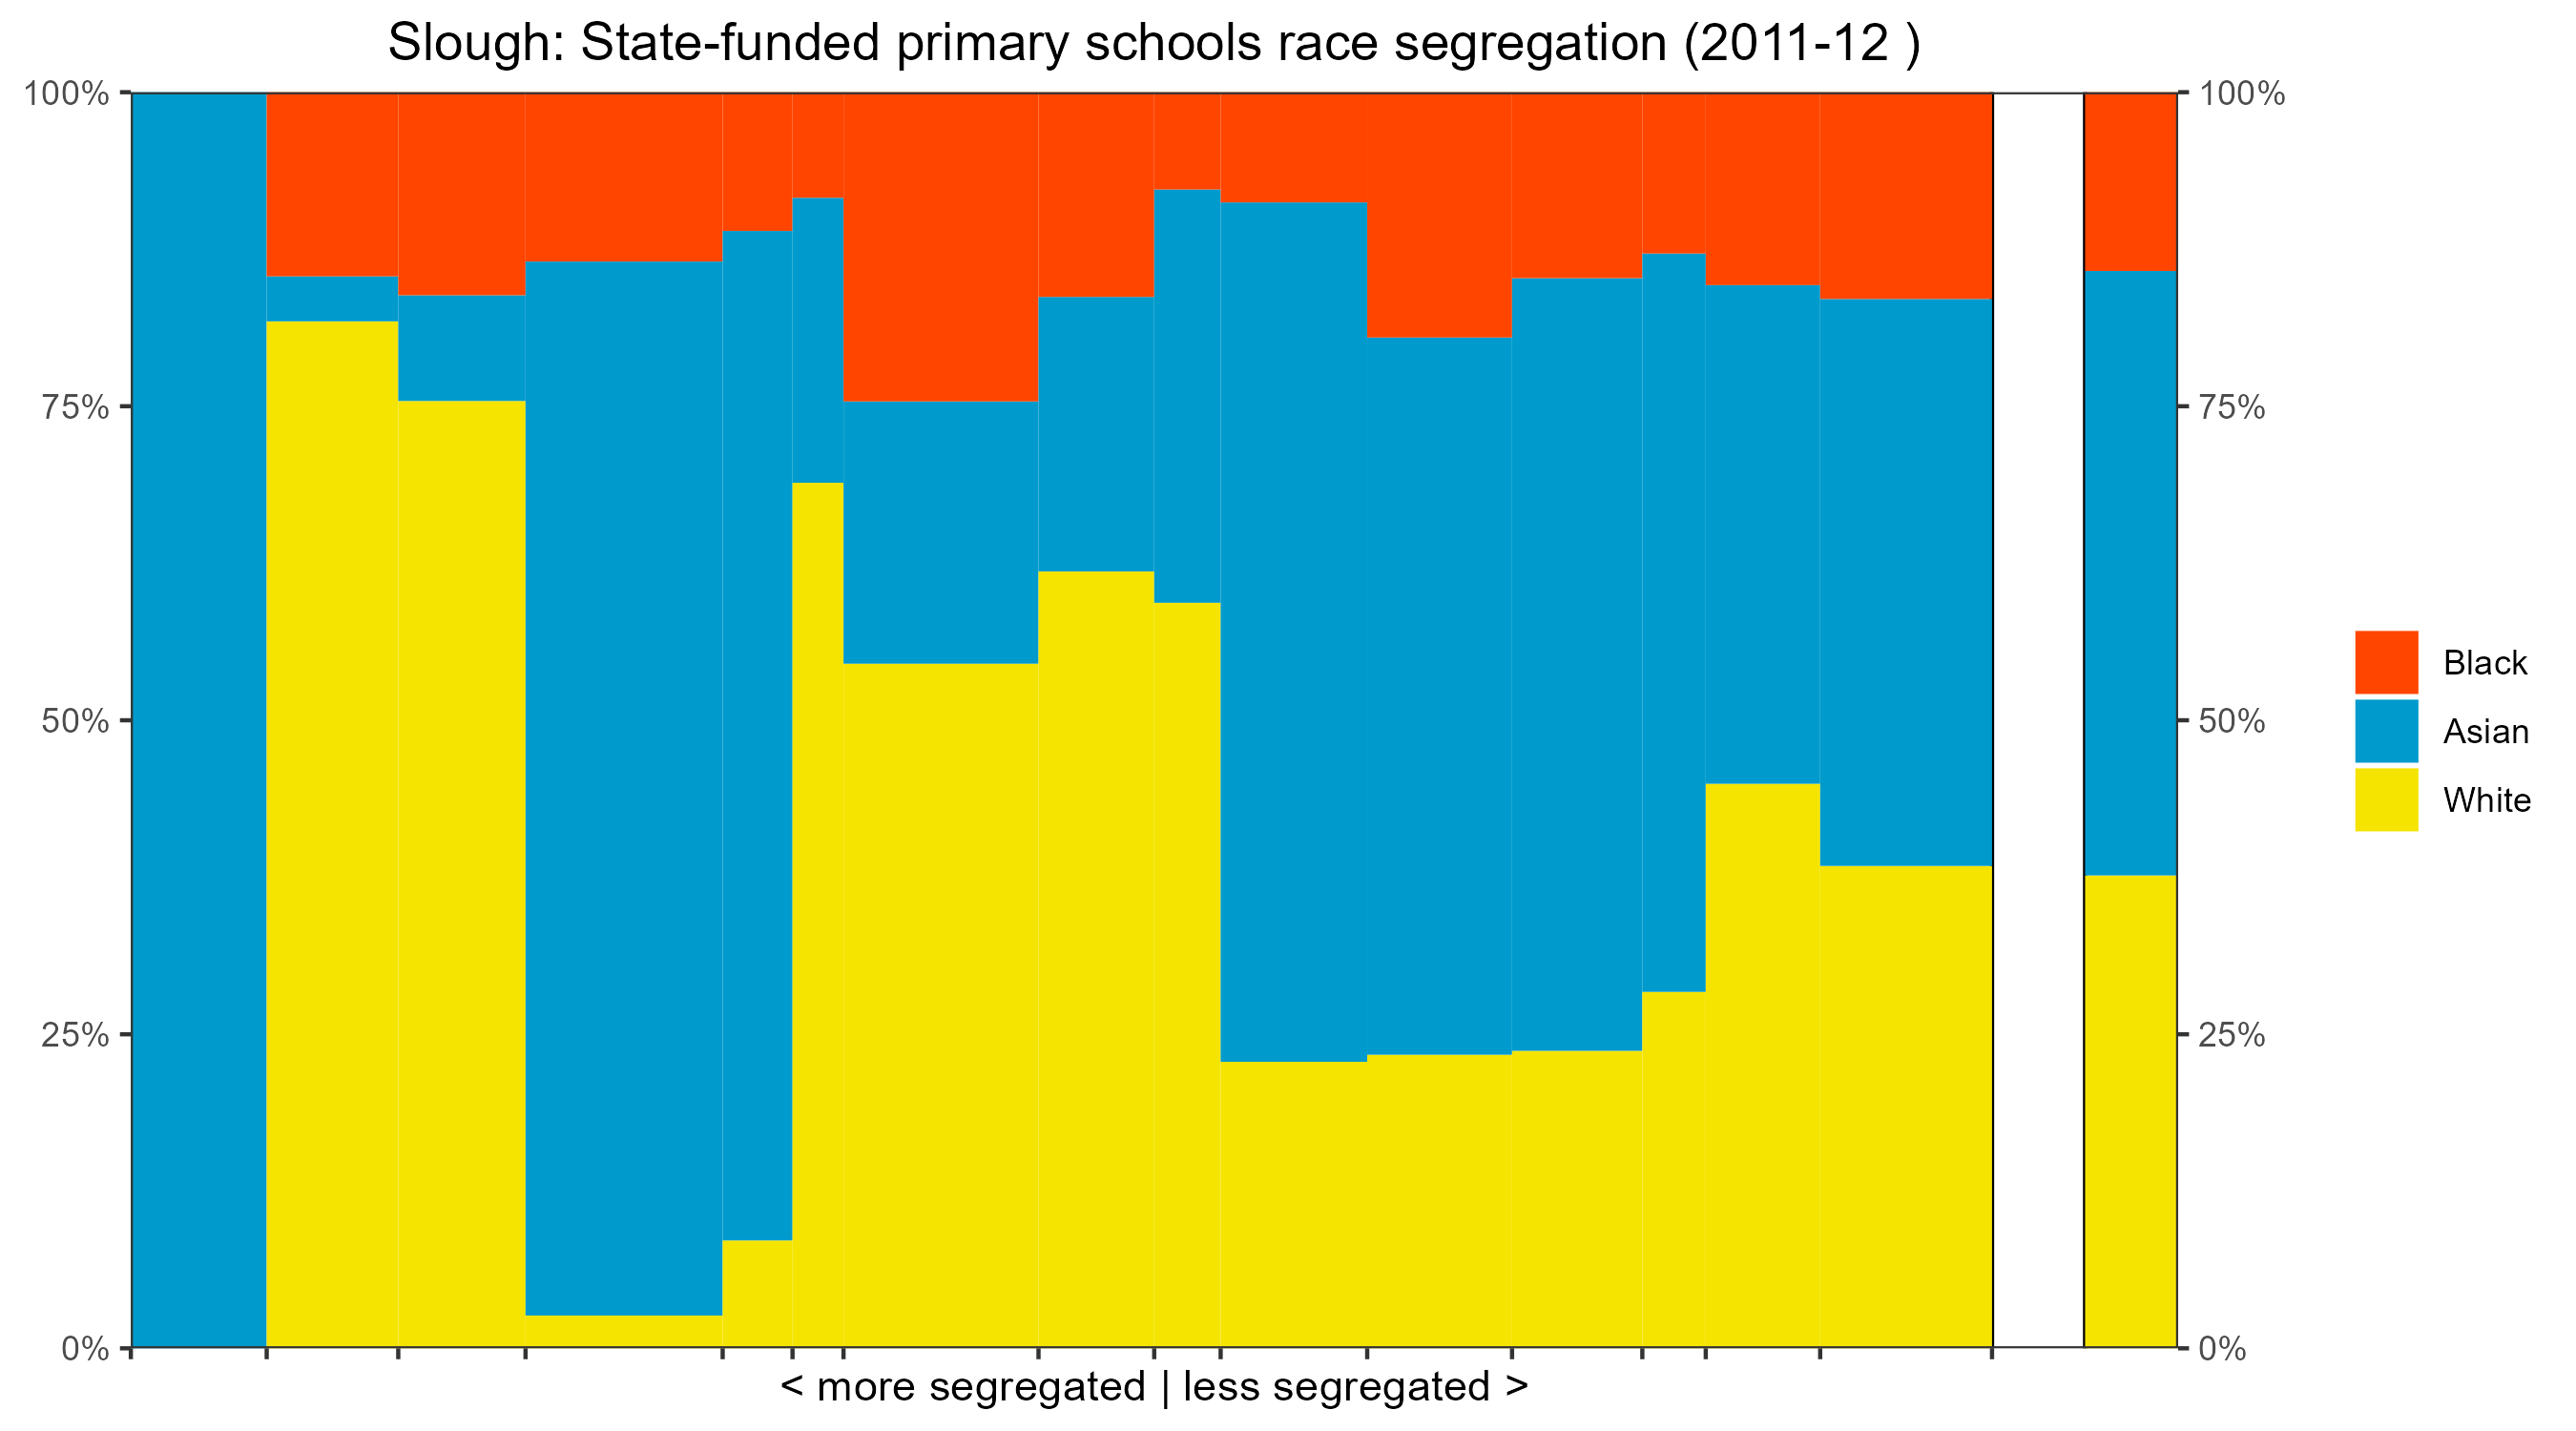 Slough: State-funded primary schools race segregation (2011-12 )
100%
75%
50%
25%
0%
100%
75%
50%
25%
0%
Black
Asian
White
< more segregated | less segregated >